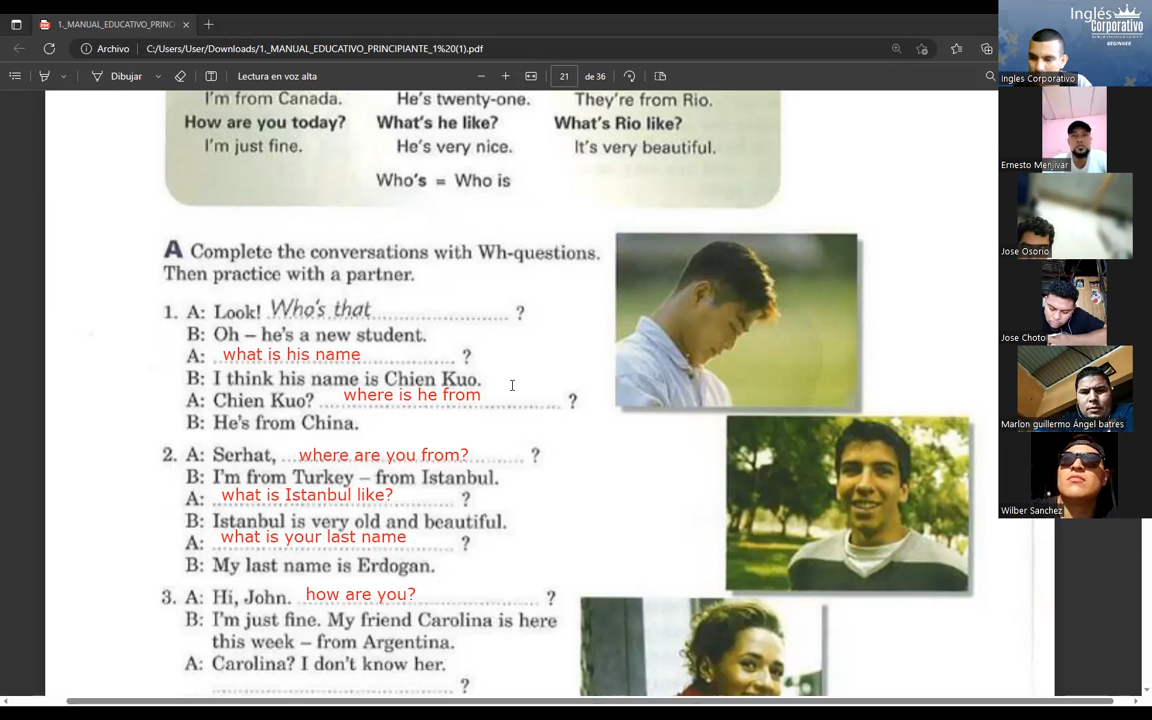 1._MANUAL_EDUCATIVO_PRINC
Archivo
C:/Users/User/Downloads/1._MANUAL_EDUCATIVO_PRINCIPIANTE_1%20(1).pdf
Dibujar
Lectura en voz alta
21
de 36
I'm from Canada.
He's twenty-one.
They're from Rio.
How are you today?
What's he like?
What's Rio like?
I'm just fine.
He's very nice.
It's very beautiful.
Who's = Who is
A Complete the conversations with Wh-questions.
Then practice with a partner.
1. A: Look! Who's that ?
B: Oh – he's a new student.
A: what is his name ?
B: I think his name is Chien Kuo.
A: Chien Kuo? where is he from ?
B: He's from China.
2. A: Serhat, where are you from? ?
B: I'm from Turkey – from Istanbul.
A: what is Istanbul like? ?
B: Istanbul is very old and beautiful.
A: what is your last name ?
B: My last name is Erdogan.
3. A: Hi, John. how are you? ?
B: I'm just fine. My friend Carolina is here
this week – from Argentina.
A: Carolina? I don't know her.
?
Inglés
Corporativo
BEGINNER
Ingles Corporativo
Ernesto Menjivar
Jose Osorio
Jose Choto
Marlon guillermo Ángel batres
Wilber Sanchez